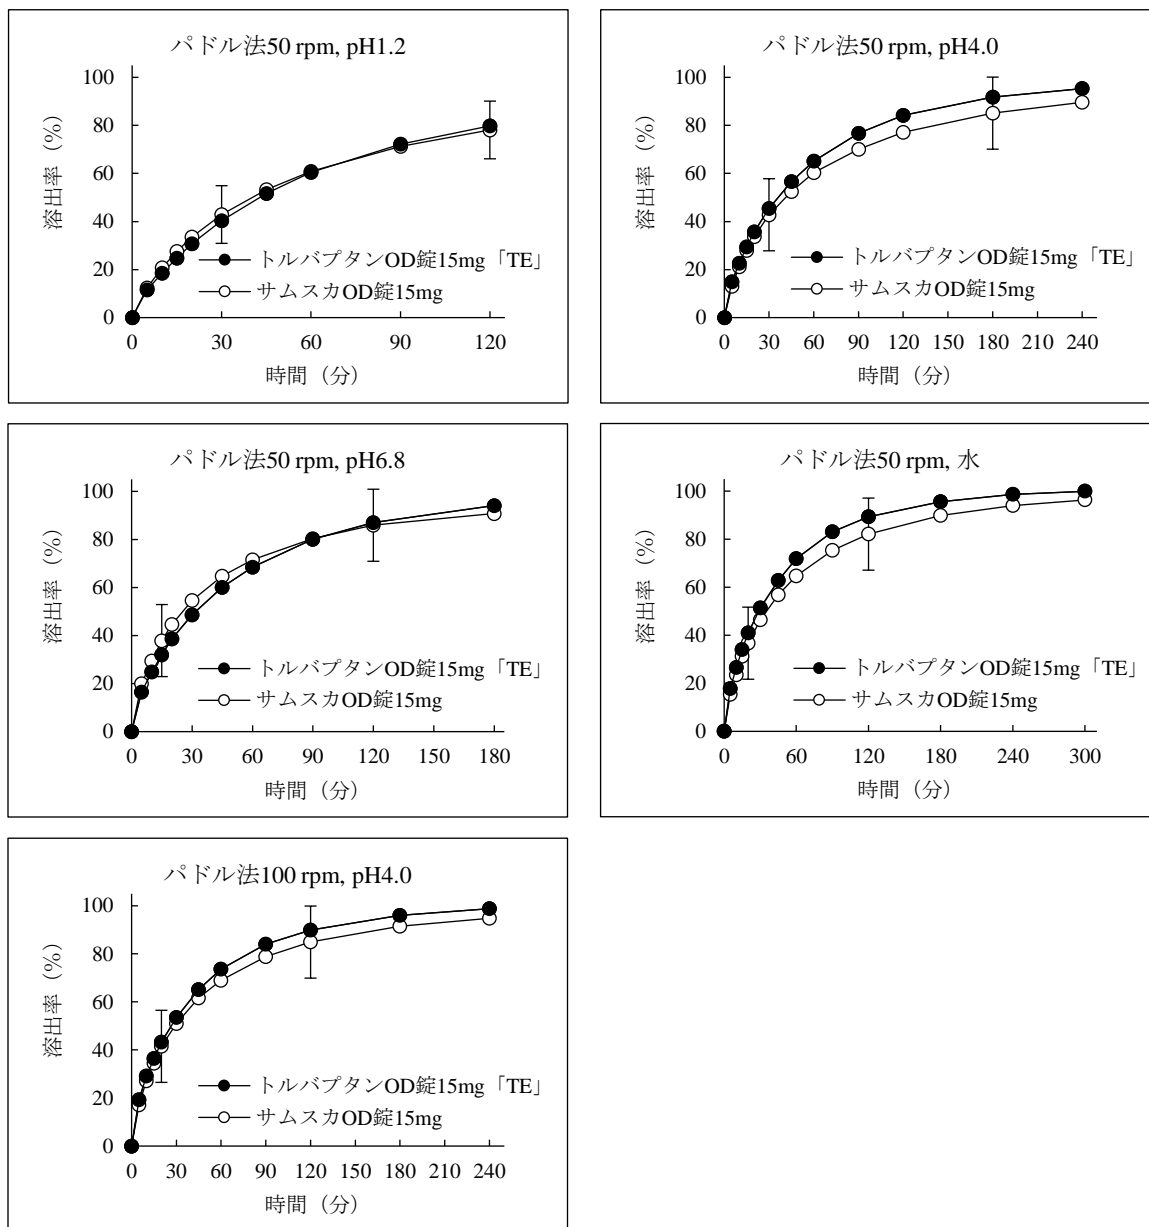 パドル法50 rpm, pH1.2
100
80
60
40
20
0
溶出率（%）
トルバプタンOD錠15mg「TE」
サムスカOD錠15mg
0 30 60 90 120
時間（分）
パドル法50 rpm, pH4.0
100
80
60
40
20
0
溶出率（%）
トルバプタンOD錠15mg「TE」
サムスカOD錠15mg
0 30 60 90 120 150 180 210 240
時間（分）
パドル法50 rpm, pH6.8
100
80
60
40
20
0
溶出率（%）
トルバプタンOD錠15mg「TE」
サムスカOD錠15mg
0 30 60 90 120 150 180
時間（分）
パドル法50 rpm, 水
100
80
60
40
20
0
溶出率（%）
トルバプタンOD錠15mg「TE」
サムスカOD錠15mg
0 60 120 180 240 300
時間（分）
パドル法100 rpm, pH4.0
100
80
60
40
20
0
溶出率（%）
トルバプタンOD錠15mg「TE」
サムスカOD錠15mg
0 30 60 90 120 150 180 210 240
時間（分）